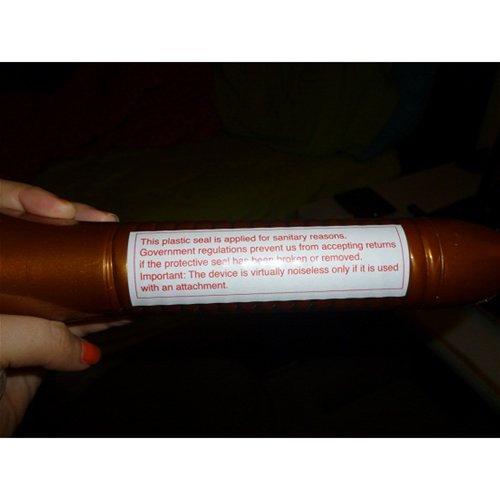 This plastic seal is applied for sanitary reasons.
Government regulations prevent us from accepting returns
if the protective seal has been broken or removed.
Important: The device is virtually noiseless only if it is used
with an attachment.